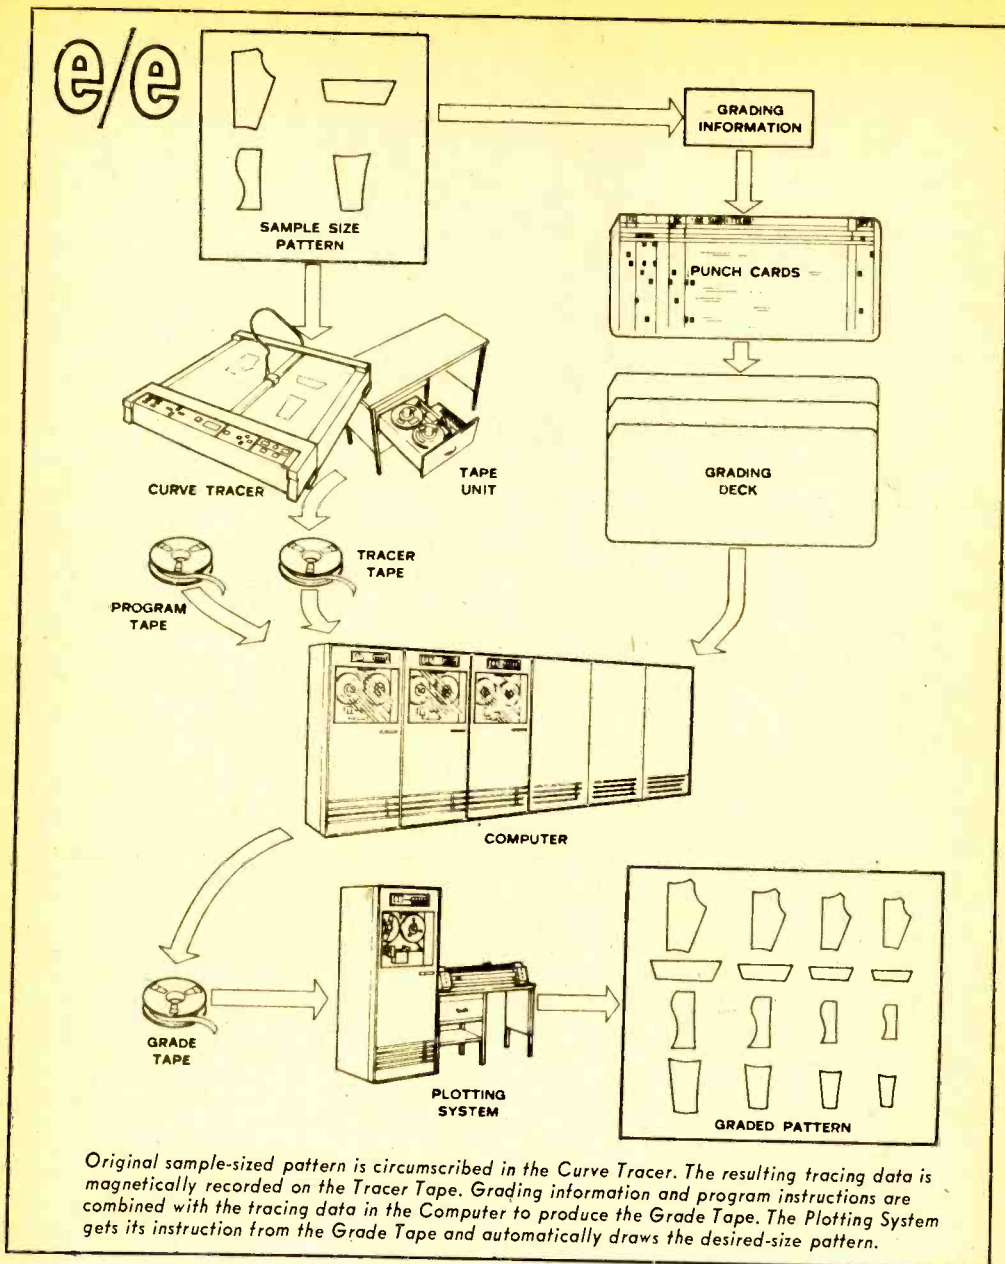 e/e
SAMPLE SIZE
PATTERN
GRADING
INFORMATION
PUNCH CARDS
GRADING
DECK
CURVE TRACER
TAPE
UNIT
TRACER
TAPE
PROGRAM
TAPE
COMPUTER
GRADE
TAPE
PLOTTING
SYSTEM
GRADED PATTERN
Original sample-sized pattern is circumscribed in the Curve Tracer. The resulting tracing data is
magnetically recorded on the Tracer Tape. Grading information and program instructions are
combined with the tracing data in the Computer to produce the Grade Tape. The Plotting System
gets its instruction from the Grade Tape and automatically draws the desired-size pattern.